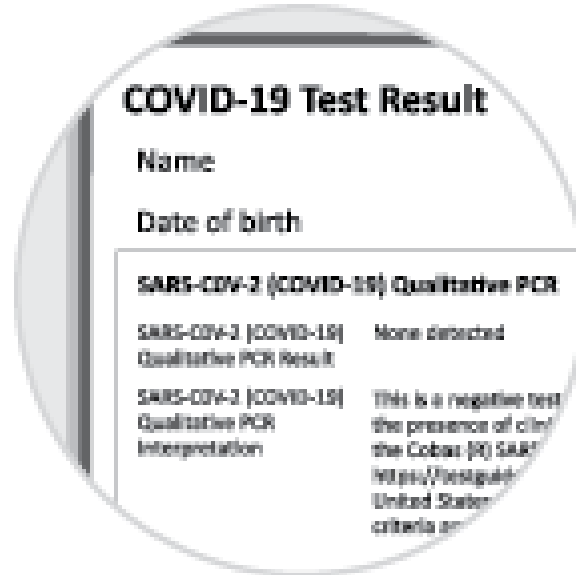 COVID-19 Test Result
Name
Date of birth
SARS-COV-2 (COVID-19) Qualitative PCR
SARS-COV-2 (COVID-19) None detected
Qualitative PCR Result
SARS-COV-2 (COVID-19) This is a negative test
Qualitative PCR the presence of
Interpretation the Cobas (R)
United States
criteria